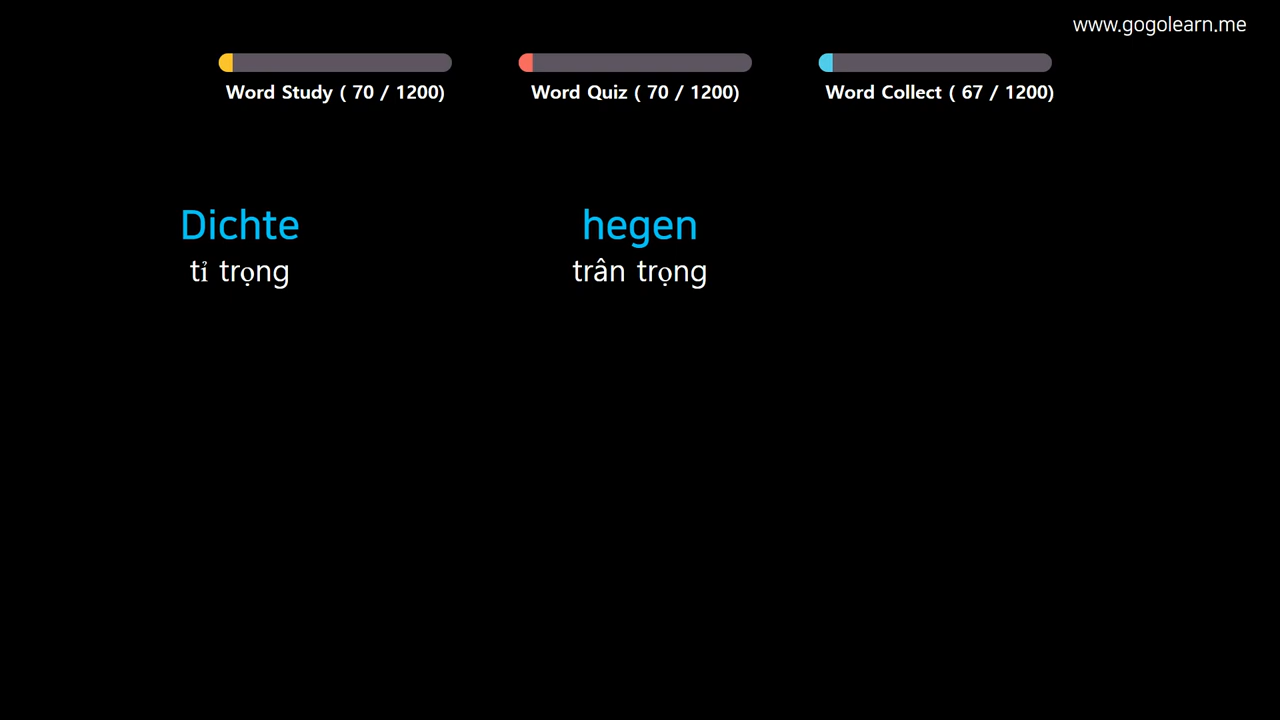 www.gogolearn.me
Word Study ( 70 / 1200)
Word Quiz ( 70 / 1200)
Word Collect ( 67 / 1200)
Dichte
tỉ trọng
hegen
trân trọng